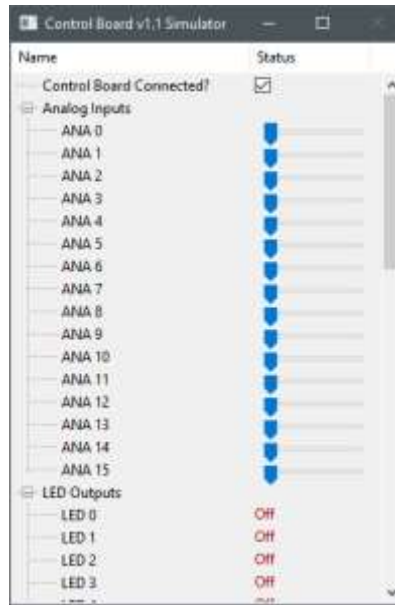 Control Board v1.1 Simulator
Name Status
Control Board Connected?
Analog Inputs
ANA 0
ANA 1
ANA 2
ANA 3
ANA 4
ANA 5
ANA 6
ANA 7
ANA 8
ANA 9
ANA 10
ANA 11
ANA 12
ANA 13
ANA 14
ANA 15
LED Outputs
LED 0 Off
LED 1 Off
LED 2 Off
LED 3 Off